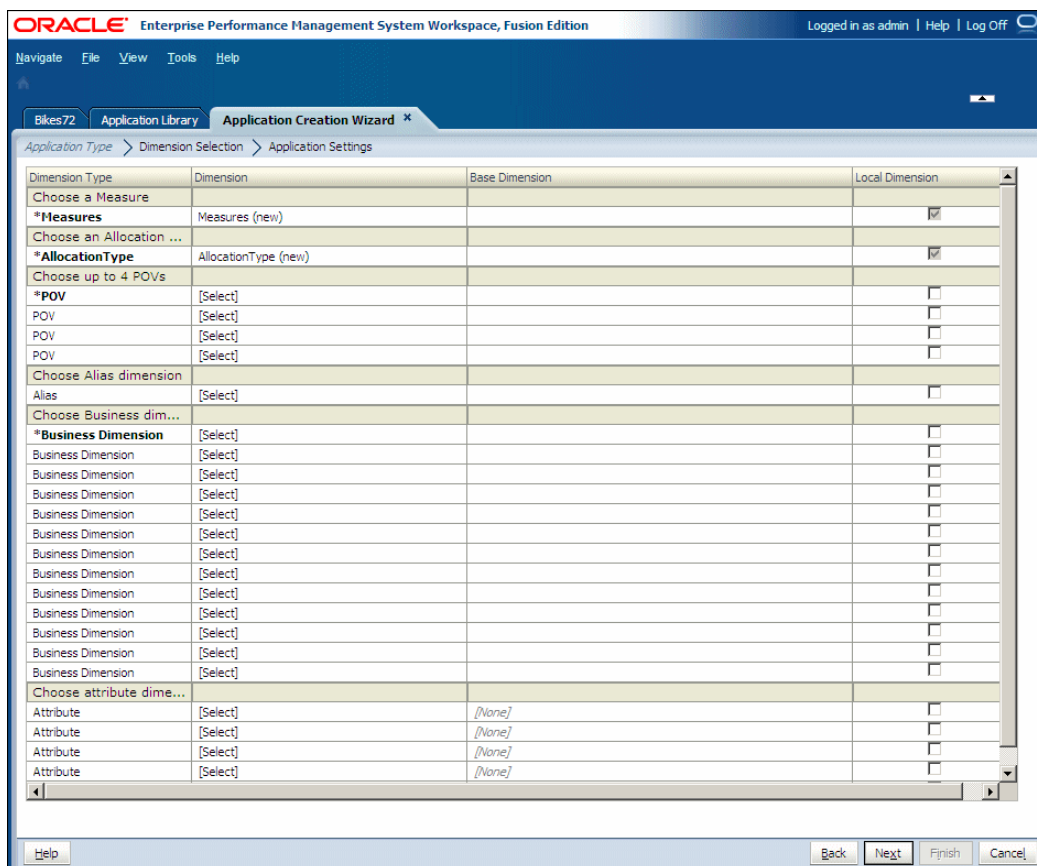 ORACLE Enterprise Performance Management System Workspace, Fusion Edition Logged in as admin | Help | Log Off
Navigate File View Tools Help
Bikes72 Application Library Application Creation Wizard ×
Application Type > Dimension Selection > Application Settings
Dimension Type Dimension Base Dimension Local Dimension
Choose a Measure
*Measures Measures (new)
Choose an Allocation ...
*AllocationType AllocationType (new)
Choose up to 4 POVs
*POV [Select]
POV [Select]
POV [Select]
POV [Select]
Choose Alias dimension
Alias [Select]
Choose Business dim...
*Business Dimension [Select]
Business Dimension [Select]
Business Dimension [Select]
Business Dimension [Select]
Business Dimension [Select]
Business Dimension [Select]
Business Dimension [Select]
Business Dimension [Select]
Business Dimension [Select]
Business Dimension [Select]
Business Dimension [Select]
Business Dimension [Select]
Business Dimension [Select]
Choose attribute dime...
Attribute [Select] [None]
Attribute [Select] [None]
Attribute [Select] [None]
Attribute [Select] [None]
Help Back Next Finish Cancel